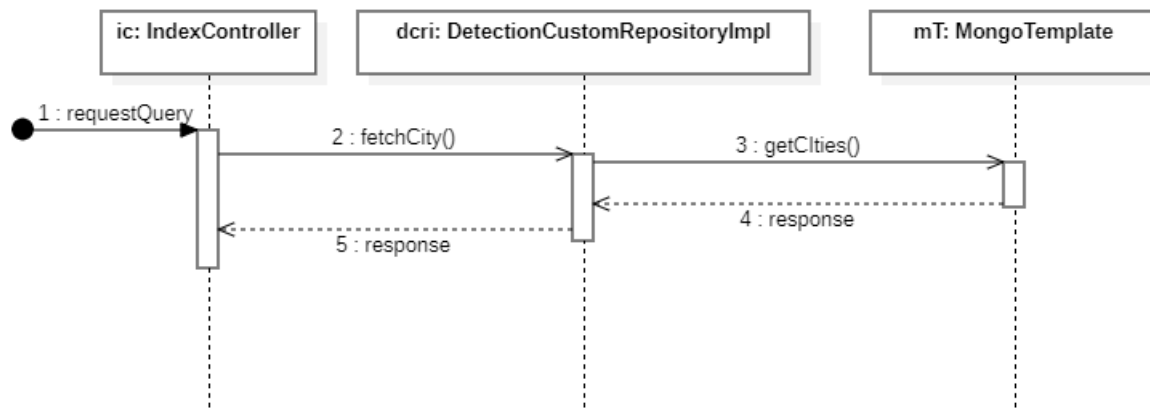 ic: IndexController
dcri: DetectionCustomRepositoryImpl
mT: MongoTemplate
1 : requestQuery
2 : fetchCity()
3 : getCIties()
4 : response
5 : response